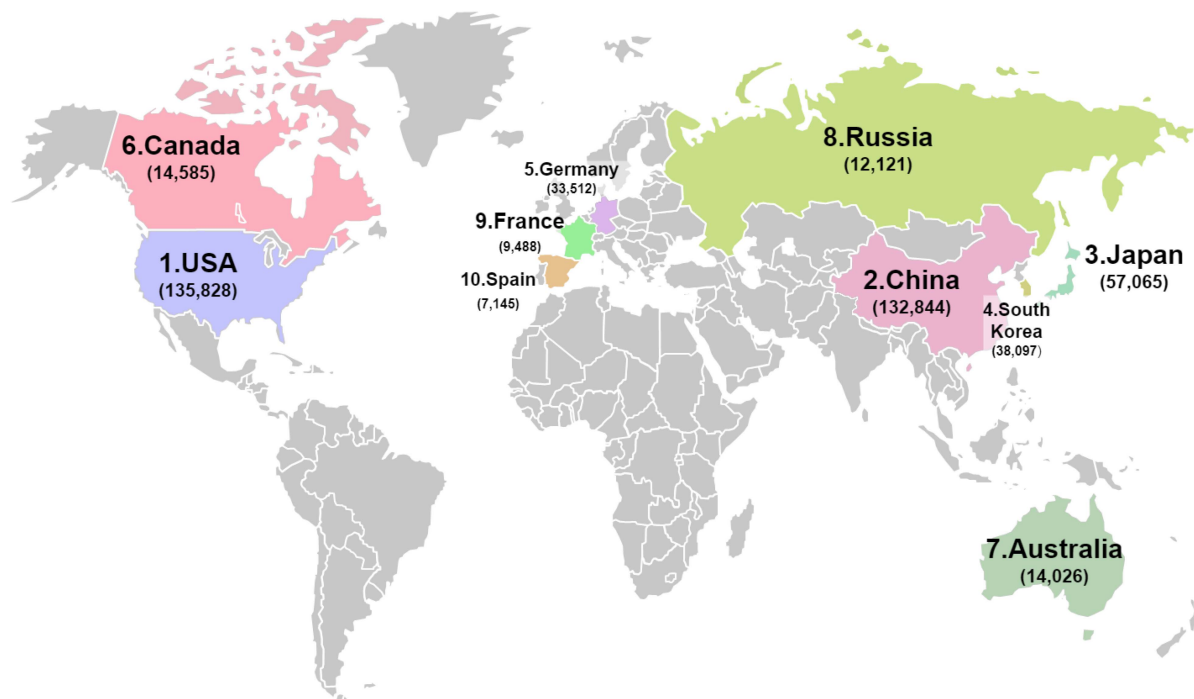 6.Canada
(14,585)
1.USA
(135,828)
5.Germany
(33,512)
9.France
(9,488)
10.Spain
(7,145)
8.Russia
(12,121)
2.China
(132,844)
3.Japan
(57,065)
4.South
Korea
(38,097)
7.Australia
(14,026)